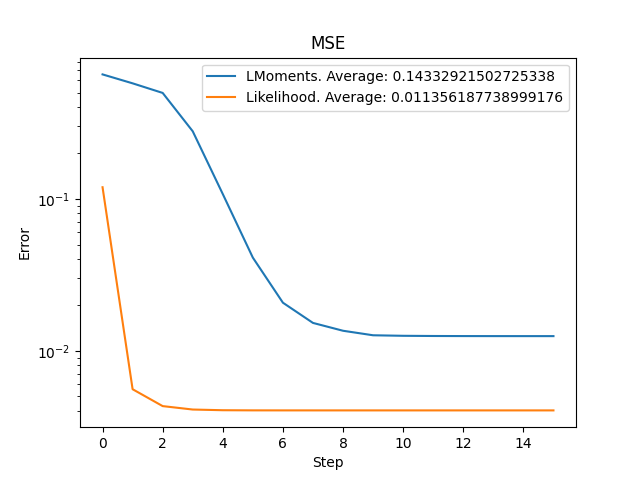 MSE
LMoments. Average: 0.14332921502725338
Likelihood. Average: 0.011356187738999176
10⁻¹
10⁻²
Error
0 2 4 6 8 10 12 14
Step